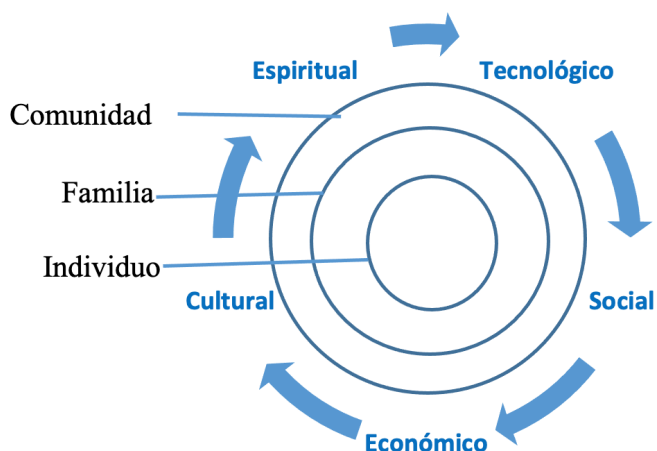 Espiritual
Tecnológico
Comunidad
Familia
Individuo
Cultural
Social
Económico